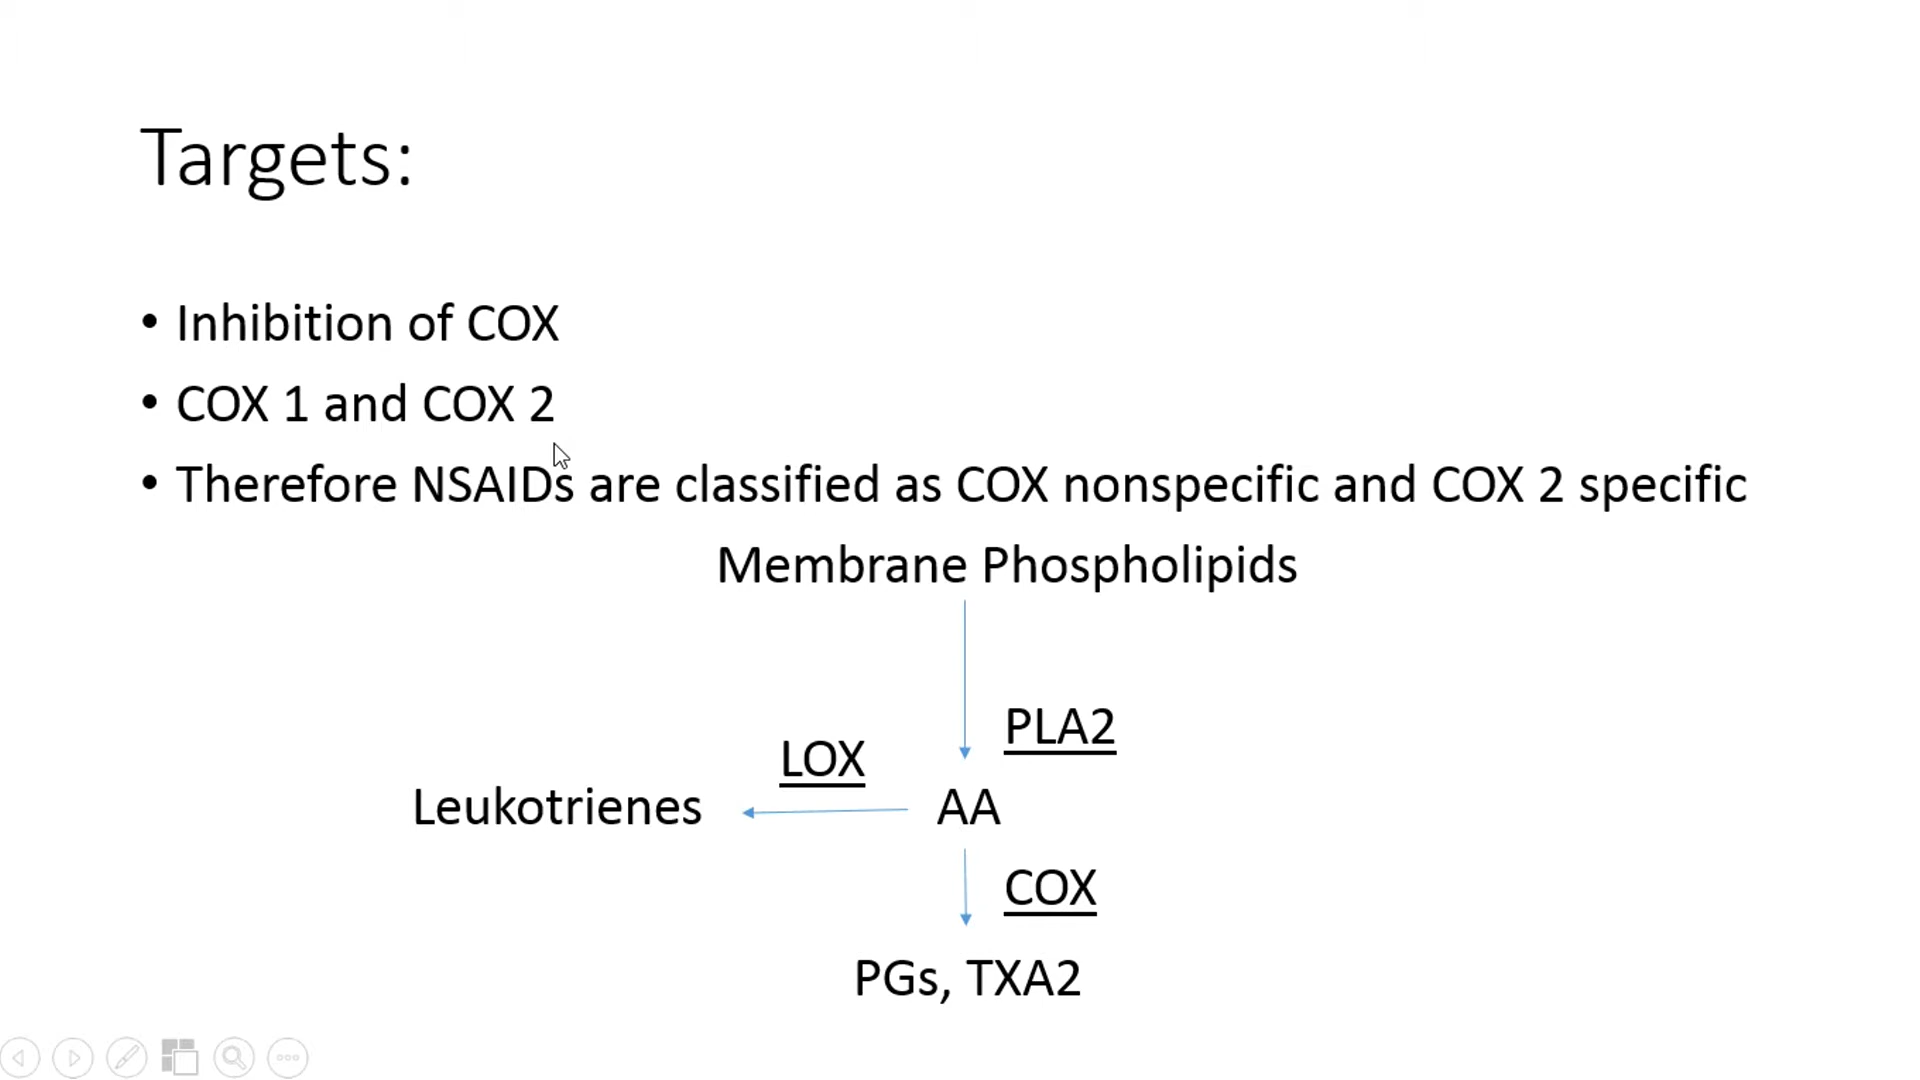 Targets:
• Inhibition of COX
• COX 1 and COX 2
• Therefore NSAIDs are classified as COX nonspecific and COX 2 specific
Membrane Phospholipids
PLA2
LOX
Leukotrienes
AA
COX
PGs, TXA2